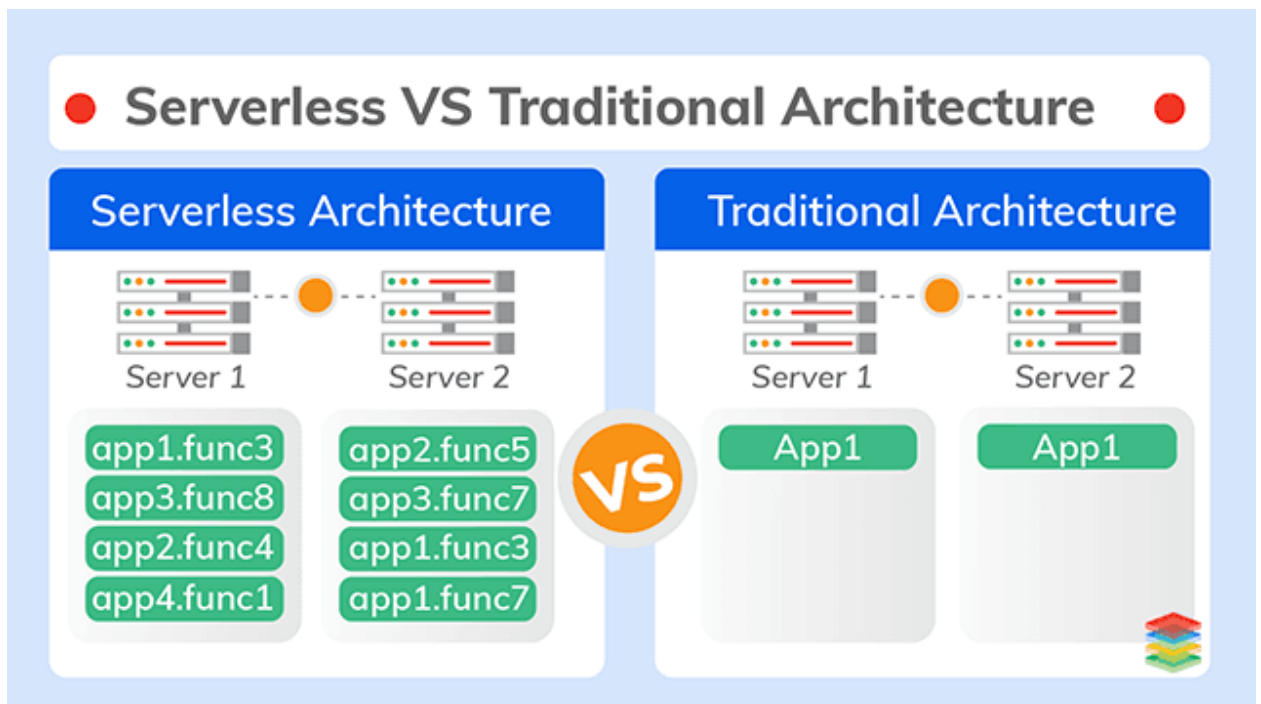 Serverless VS Traditional Architecture
Serverless Architecture
Server 1
Server 2
app1.func3
app3.func8
app2.func4
app4.func1
app2.func5
app3.func7
app1.func3
app1.func7
VS
Traditional Architecture
Server 1
Server 2
App1
App1